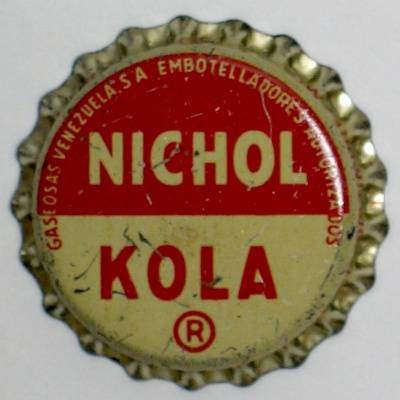 GASEOSAS VENEZUELA, S A EMBOTELLADORES AUTORIZADOS
NICHOL
KOLA
®